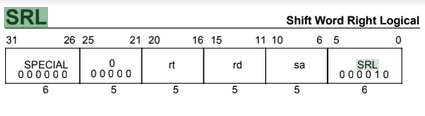 SRL Shift Word Right Logical
31 26 25 21 20 16 15 11 10 6 5 0
SPECIAL 0 rt rd sa SRL
000000 00000 000010
6 5 5 5 5 6